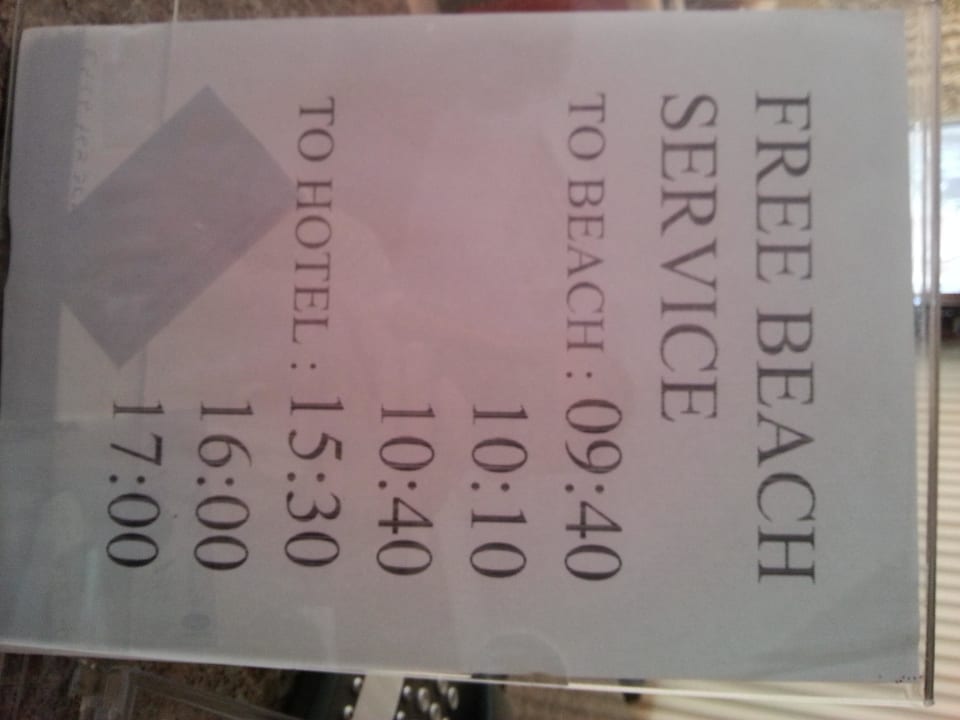 FREE BEACH
SERVICE
TO BEACH : 09:40
10:10
10:40
TO HOTEL : 15:30
16:00
17:00